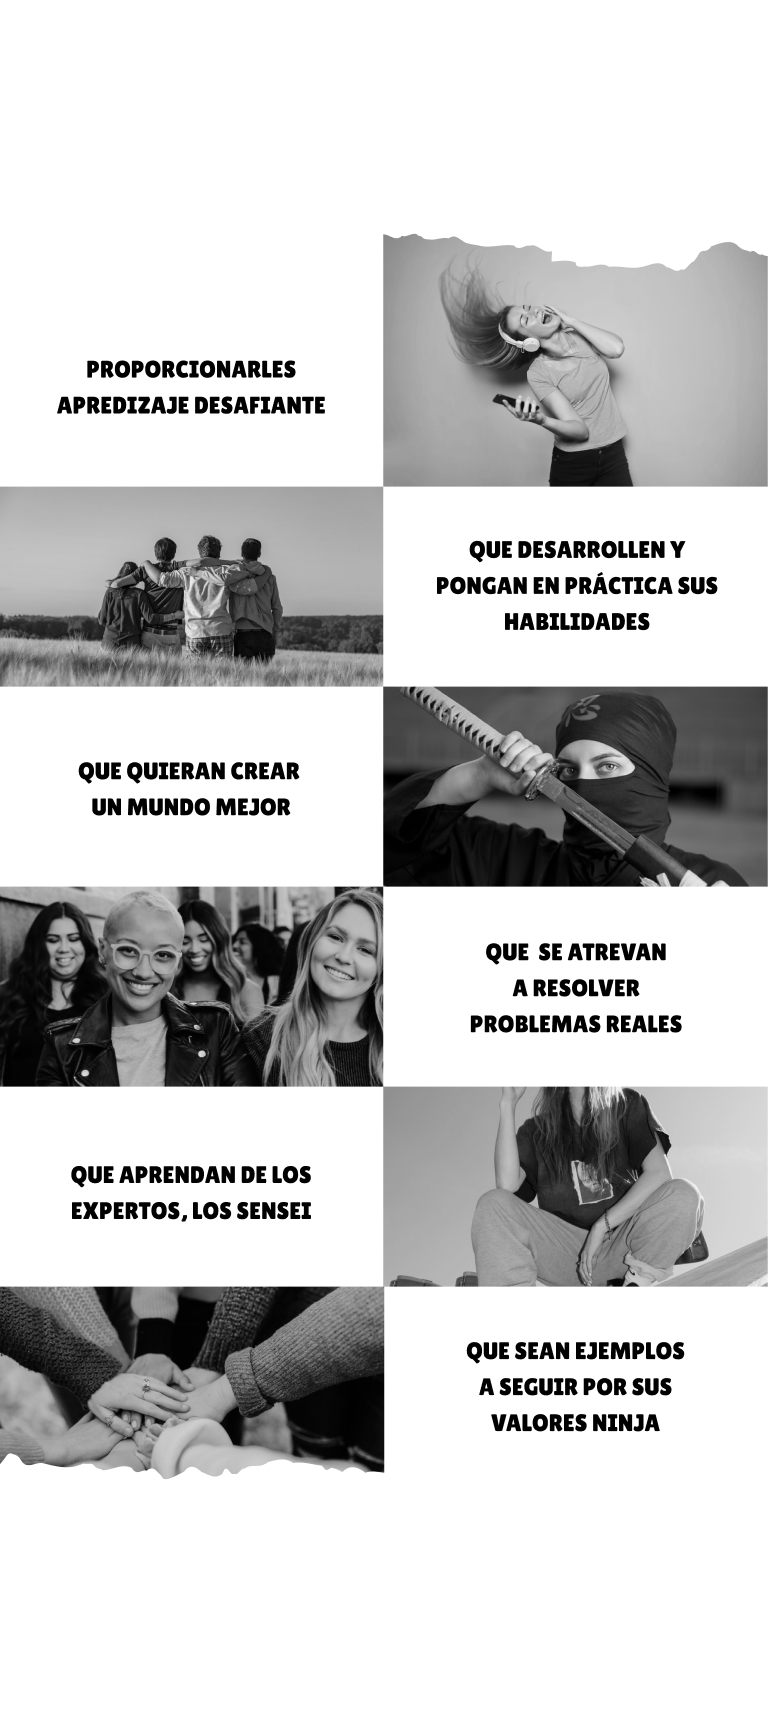 PROPORCIONARLES
APREDIZAJE DESAFIANTE
QUE DESARROLLEN Y
PONGAN EN PRÁCTICA SUS
HABILIDADES
QUE QUIERAN CREAR
UN MUNDO MEJOR
QUE SE ATREVAN
A RESOLVER
PROBLEMAS REALES
QUE APRENDAN DE LOS
EXPERTOS, LOS SENSEI
QUE SEAN EJEMPLOS
A SEGUIR POR SUS
VALORES NINJA